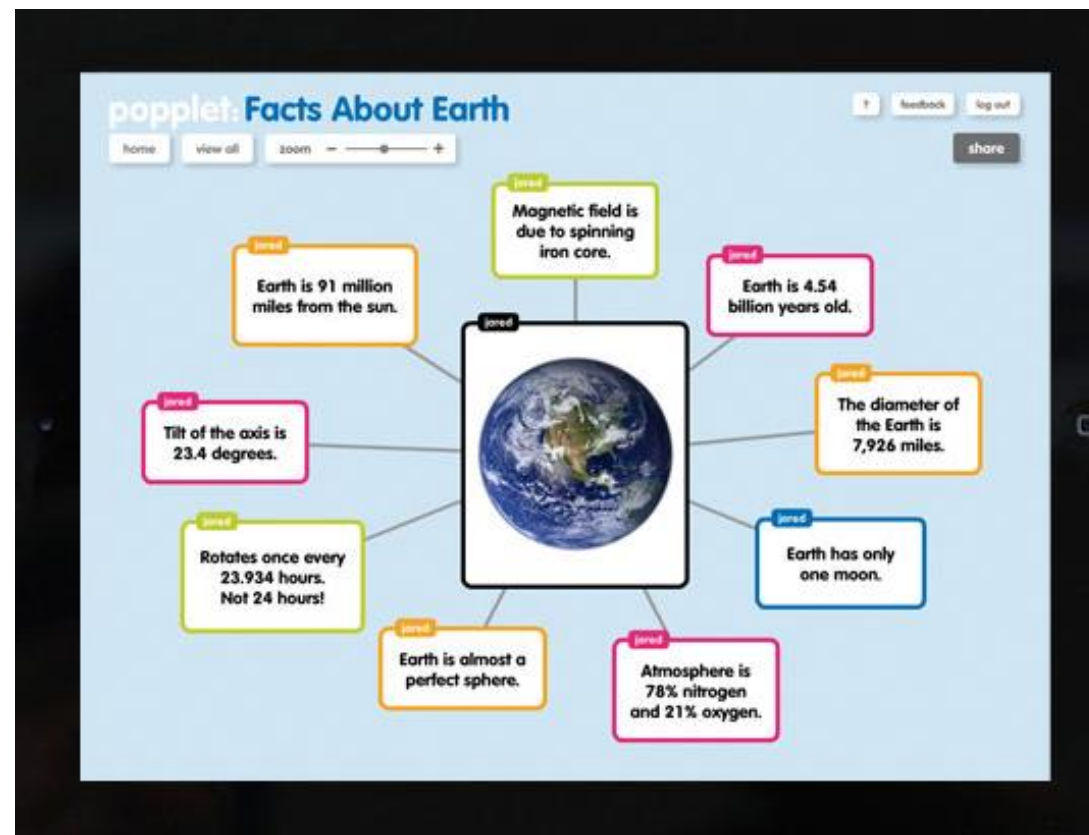 popplet: Facts About Earth
? feedback log out
home view all zoom - +
share
jared
Magnetic field is
due to spinning
iron core.
jared
Earth is 91 million
miles from the sun.
jared
Earth is 4.54
billion years old.
jared
jared
The diameter of
the Earth is
7,926 miles.
jared
Tilt of the axis is
23.4 degrees.
jared
Rotates once every
23.934 hours.
Not 24 hours!
jared
Earth has only
one moon.
jared
Earth is almost a
perfect sphere.
jared
Atmosphere is
78% nitrogen
and 21% oxygen.